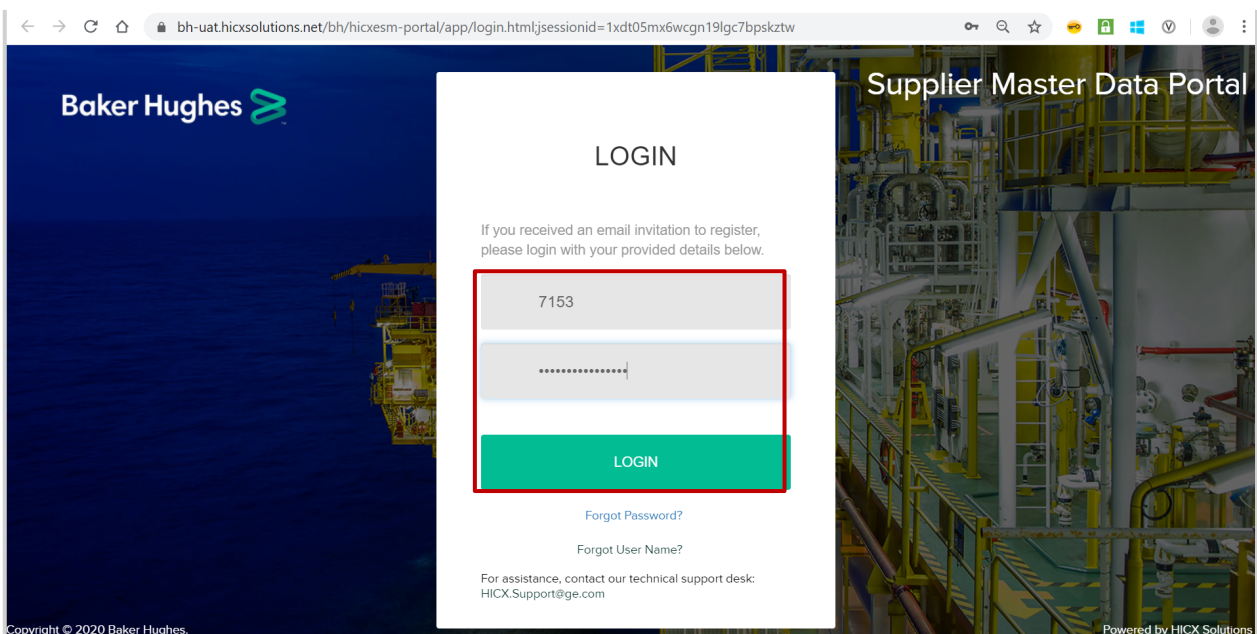 bh-uat.hicxsolutions.net/bh/hicxesm-portal/app/login.html;jsessionid=1xdt05mx6wcgn19lgc7bpskztw
Baker Hughes
Supplier Master Data Portal
LOGIN
If you received an email invitation to register,
please login with your provided details below.
7153
••••••••••••••••
LOGIN
Forgot Password?
Forgot User Name?
For assistance, contact our technical support desk:
HICX.Support@ge.com
Copyright © 2020 Baker Hughes.
Powered by HICX Solutions